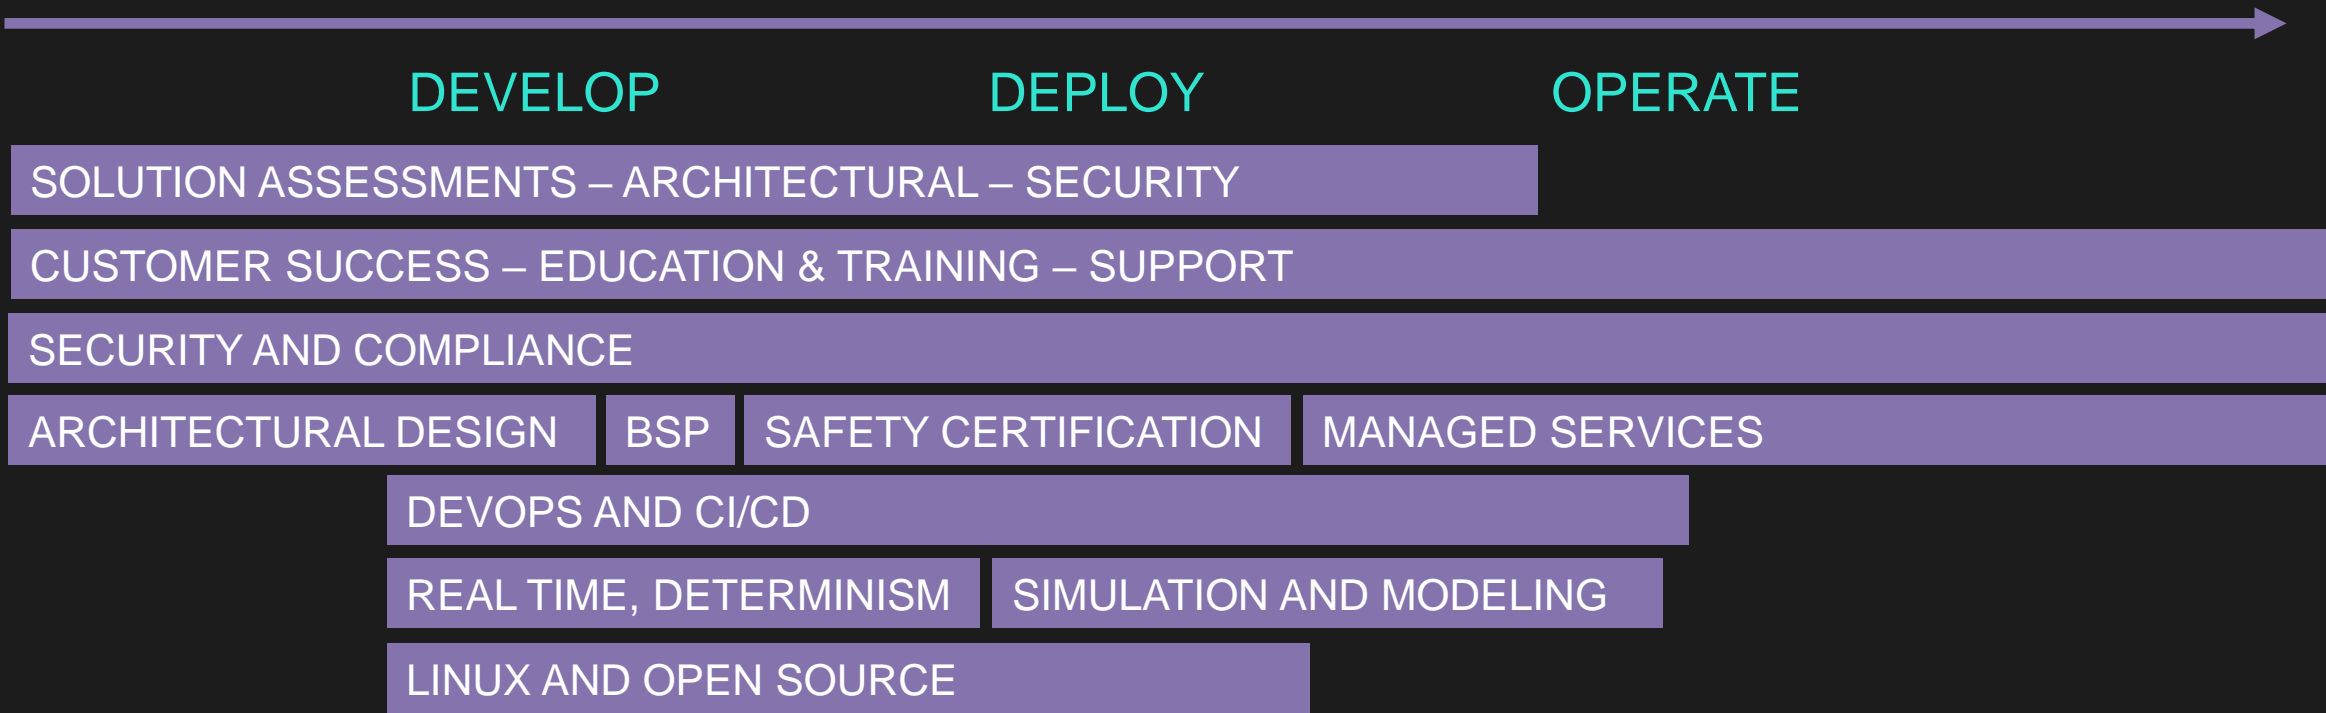 DEVELOP DEPLOY OPERATE
SOLUTION ASSESSMENTS – ARCHITECTURAL – SECURITY
CUSTOMER SUCCESS – EDUCATION & TRAINING – SUPPORT
SECURITY AND COMPLIANCE
ARCHITECTURAL DESIGN BSP SAFETY CERTIFICATION MANAGED SERVICES
DEVOPS AND CI/CD
REAL TIME, DETERMINISM SIMULATION AND MODELING
LINUX AND OPEN SOURCE